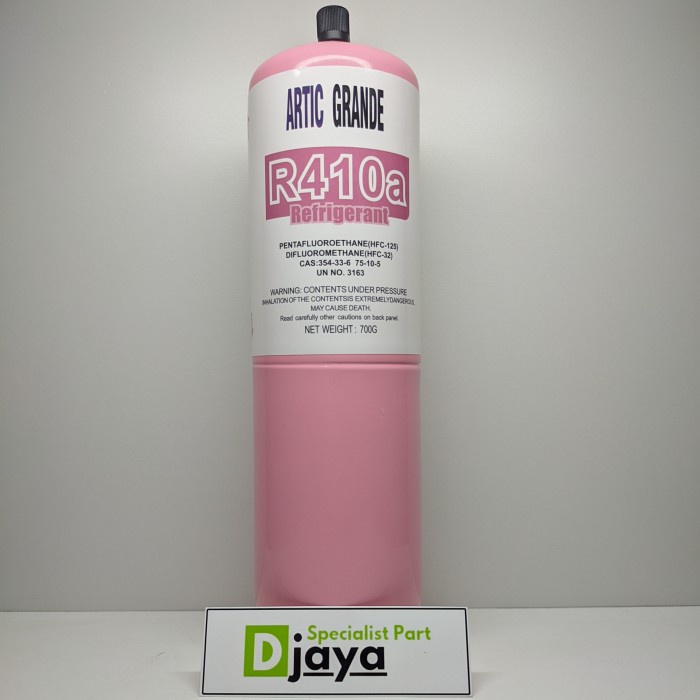 ARTIC GRANDE
R410a
Refrigerant
PENTAFLUOROETHANE(HFC-125)
DIFLUOROMETHANE(HFC-32)
CAS:354-33-6 75-10-5
UN NO. 3163
WARNING: CONTENTS UNDER PRESSURE
INHALATION OF THE CONTENTSIS EXTREMELYDANGEROUS,
MAY CAUSE DEATH.
Read carefully other cautions on back panel.
NET WEIGHT : 700G
Specialist Part
Djaya